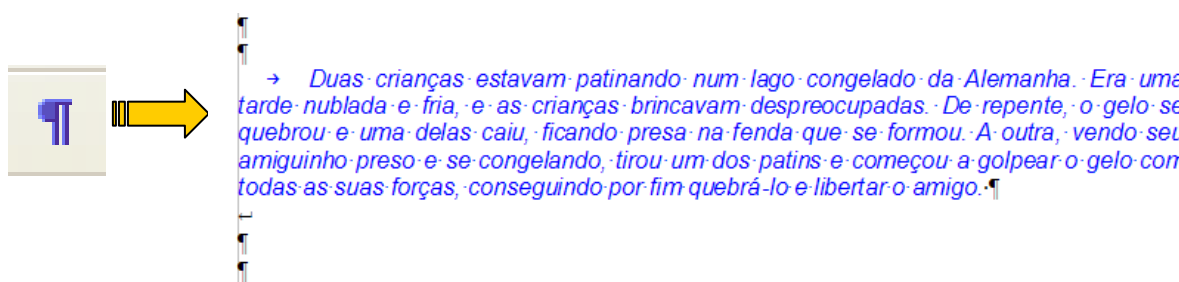 ¶
¶
¶
→ Duas crianças estavam patinando num lago congelado da Alemanha. Era uma
tarde nublada e fria, e as crianças brincavam despreocupadas. De repente, o gelo se
quebrou e uma delas caiu, ficando presa na fenda que se formou. A outra, vendo seu
amiguinho preso e se congelando, tirou um dos patins e começou a golpear o gelo com
todas as suas forças, conseguindo por fim quebrá-lo e libertar o amigo. ¶
↵
¶
¶